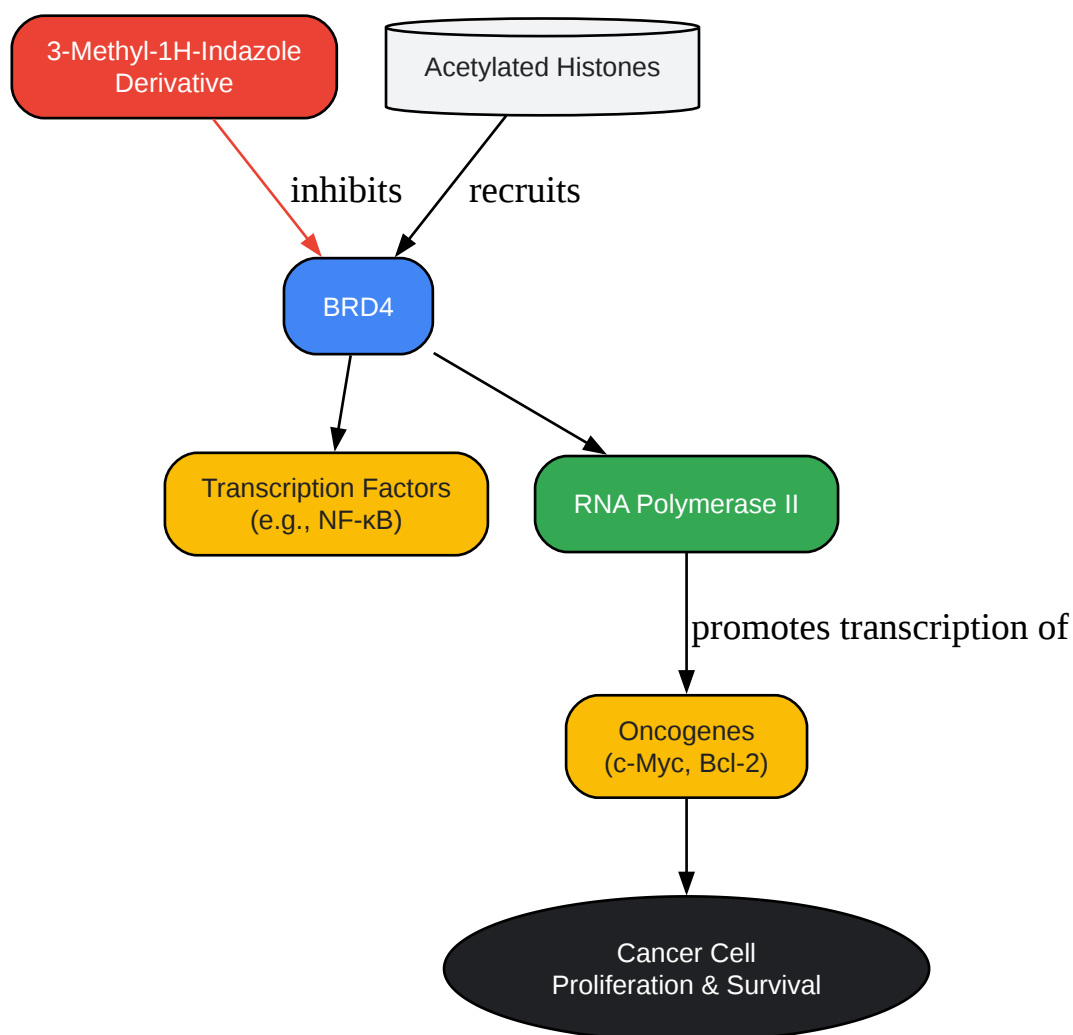 3-Methyl-1H-Indazole
Derivative
Acetylated Histones
inhibits
recruits
BRD4
Transcription Factors
(e.g., NF-κB)
RNA Polymerase II
promotes transcription of
Oncogenes
(c-Myc, Bcl-2)
Cancer Cell
Proliferation & Survival